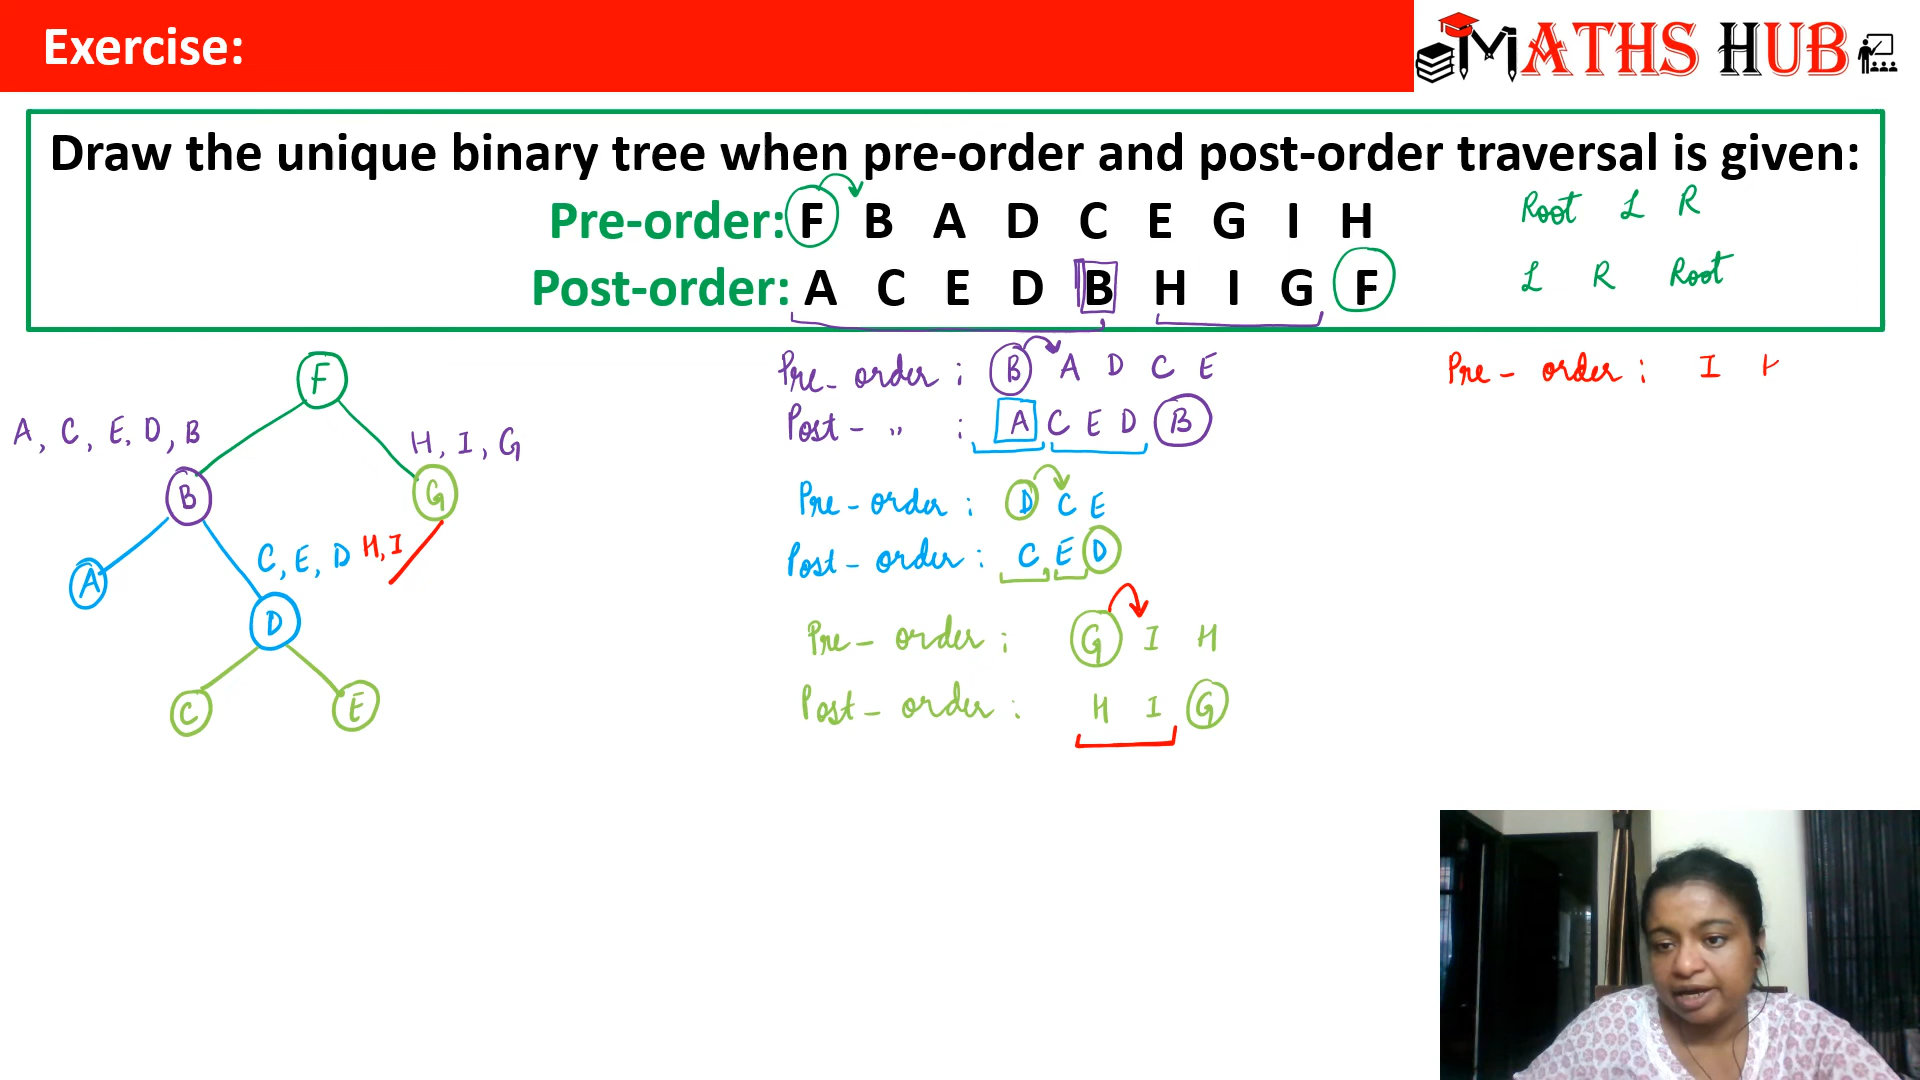 Exercise:
MATHS HUB
Draw the unique binary tree when pre-order and post-order traversal is given:
Pre-order: F B A D C E G I H
Root L R
Post-order: A C E D B H I G F
L R Root
F
A, C, E, D, B
H, I, G
B
G
A
C, E, D
H, I
D
C
E
Pre - order : B A D C E
Post - " : A C E D B
Pre - order : D C E
Post - order : C E D
Pre - order : G I H
Post - order : H I G
Pre - order : I